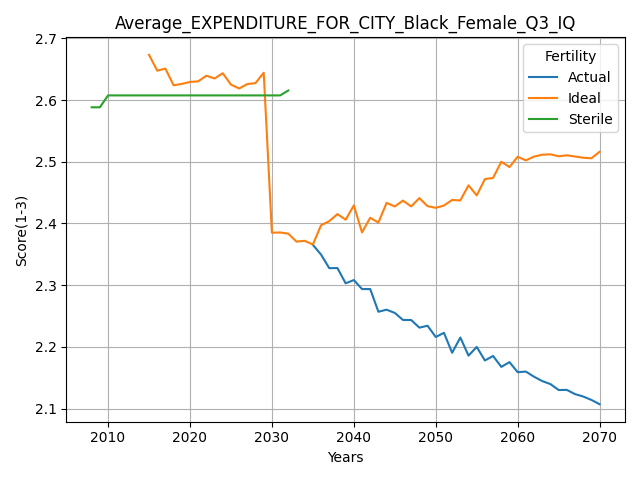 Average_EXPENDITURE_FOR_CITY_Black_Female_Q3_IQ
Fertility
Actual
Ideal
Sterile
Score(1-3)
2.7
2.6
2.5
2.4
2.3
2.2
2.1
2010 2020 2030 2040 2050 2060 2070
Years